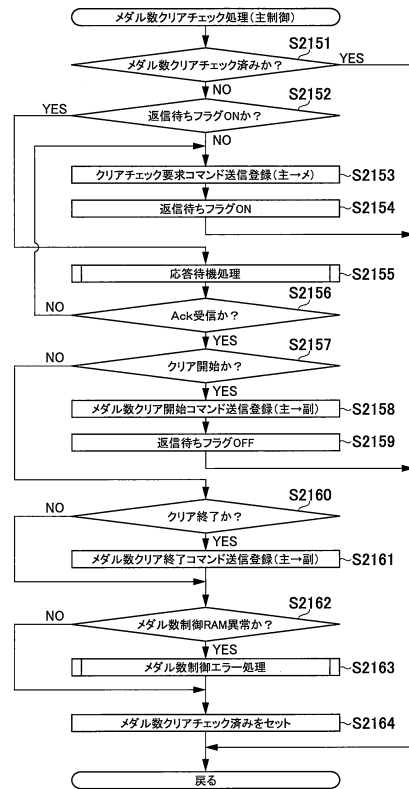 メダル数クリアチェック処理(主制御)
S2151
メダル数クリアチェック済みか?
YES
NO
S2152
YES
返信待ちフラグONか?
NO
クリアチェック要求コマンド送信登録(主→メ)
S2153
返信待ちフラグON
S2154
応答待機処理
S2155
S2156
NO
Ack受信か?
YES
S2157
NO
クリア開始か?
YES
メダル数クリア開始コマンド送信登録(主→副)
S2158
返信待ちフラグOFF
S2159
S2160
NO
クリア終了か?
YES
メダル数クリア終了コマンド送信登録(主→副)
S2161
S2162
NO
メダル数制御RAM異常か?
YES
メダル数制御エラー処理
S2163
メダル数クリアチェック済みをセット
S2164
戻る